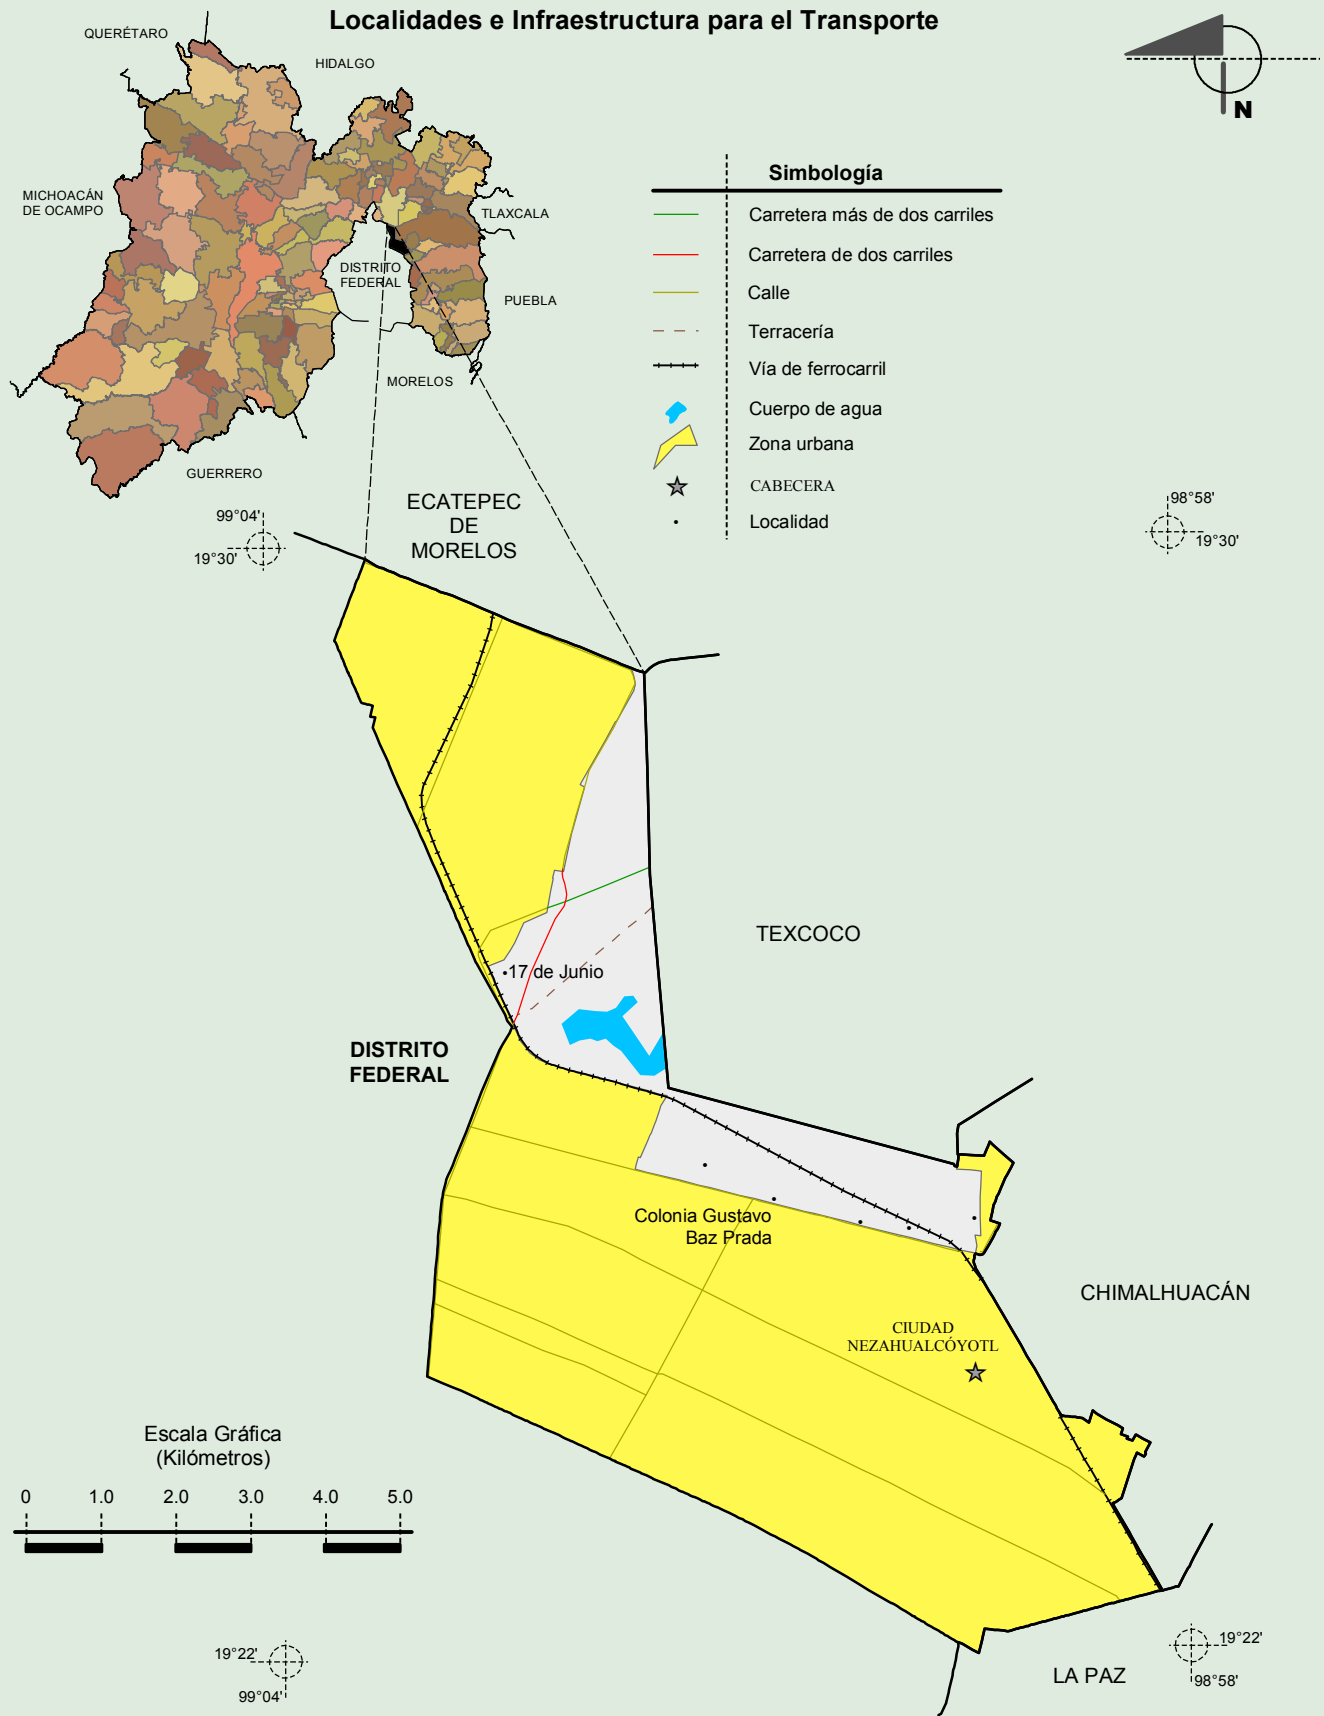 Localidades e Infraestructura para el Transporte
QUERÉTARO
HIDALGO
MICHOACÁN
DE OCAMPO
TLAXCALA
DISTRITO
FEDERAL
PUEBLA
MORELOS
GUERRERO
N
Simbología
Carretera más de dos carriles
Carretera de dos carriles
Calle
Terracería
Vía de ferrocarril
Cuerpo de agua
Zona urbana
CABECERA
Localidad
99°04'
19°30'
98°58'
19°30'
ECATEPEC
DE
MORELOS
TEXCOCO
17 de Junio
DISTRITO
FEDERAL
Colonia Gustavo
Baz Prada
CHIMALHUACÁN
CIUDAD
NEZAHUALCÓYOTL
Escala Gráfica
(Kilómetros)
0 1.0 2.0 3.0 4.0 5.0
19°22'
99°04'
LA PAZ
19°22'
98°58'